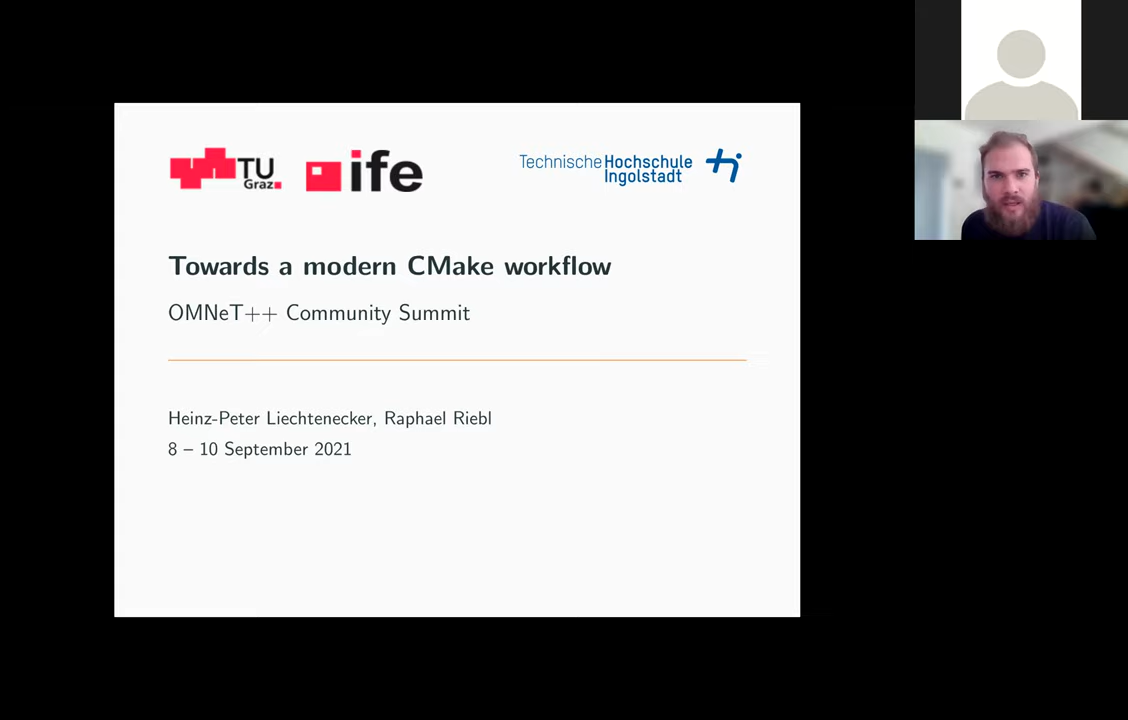 TU
Graz
ife
Technische Hochschule
Ingolstadt
Towards a modern CMake workflow
OMNeT++ Community Summit
Heinz-Peter Liechtenecker, Raphael Riebl
8 – 10 September 2021